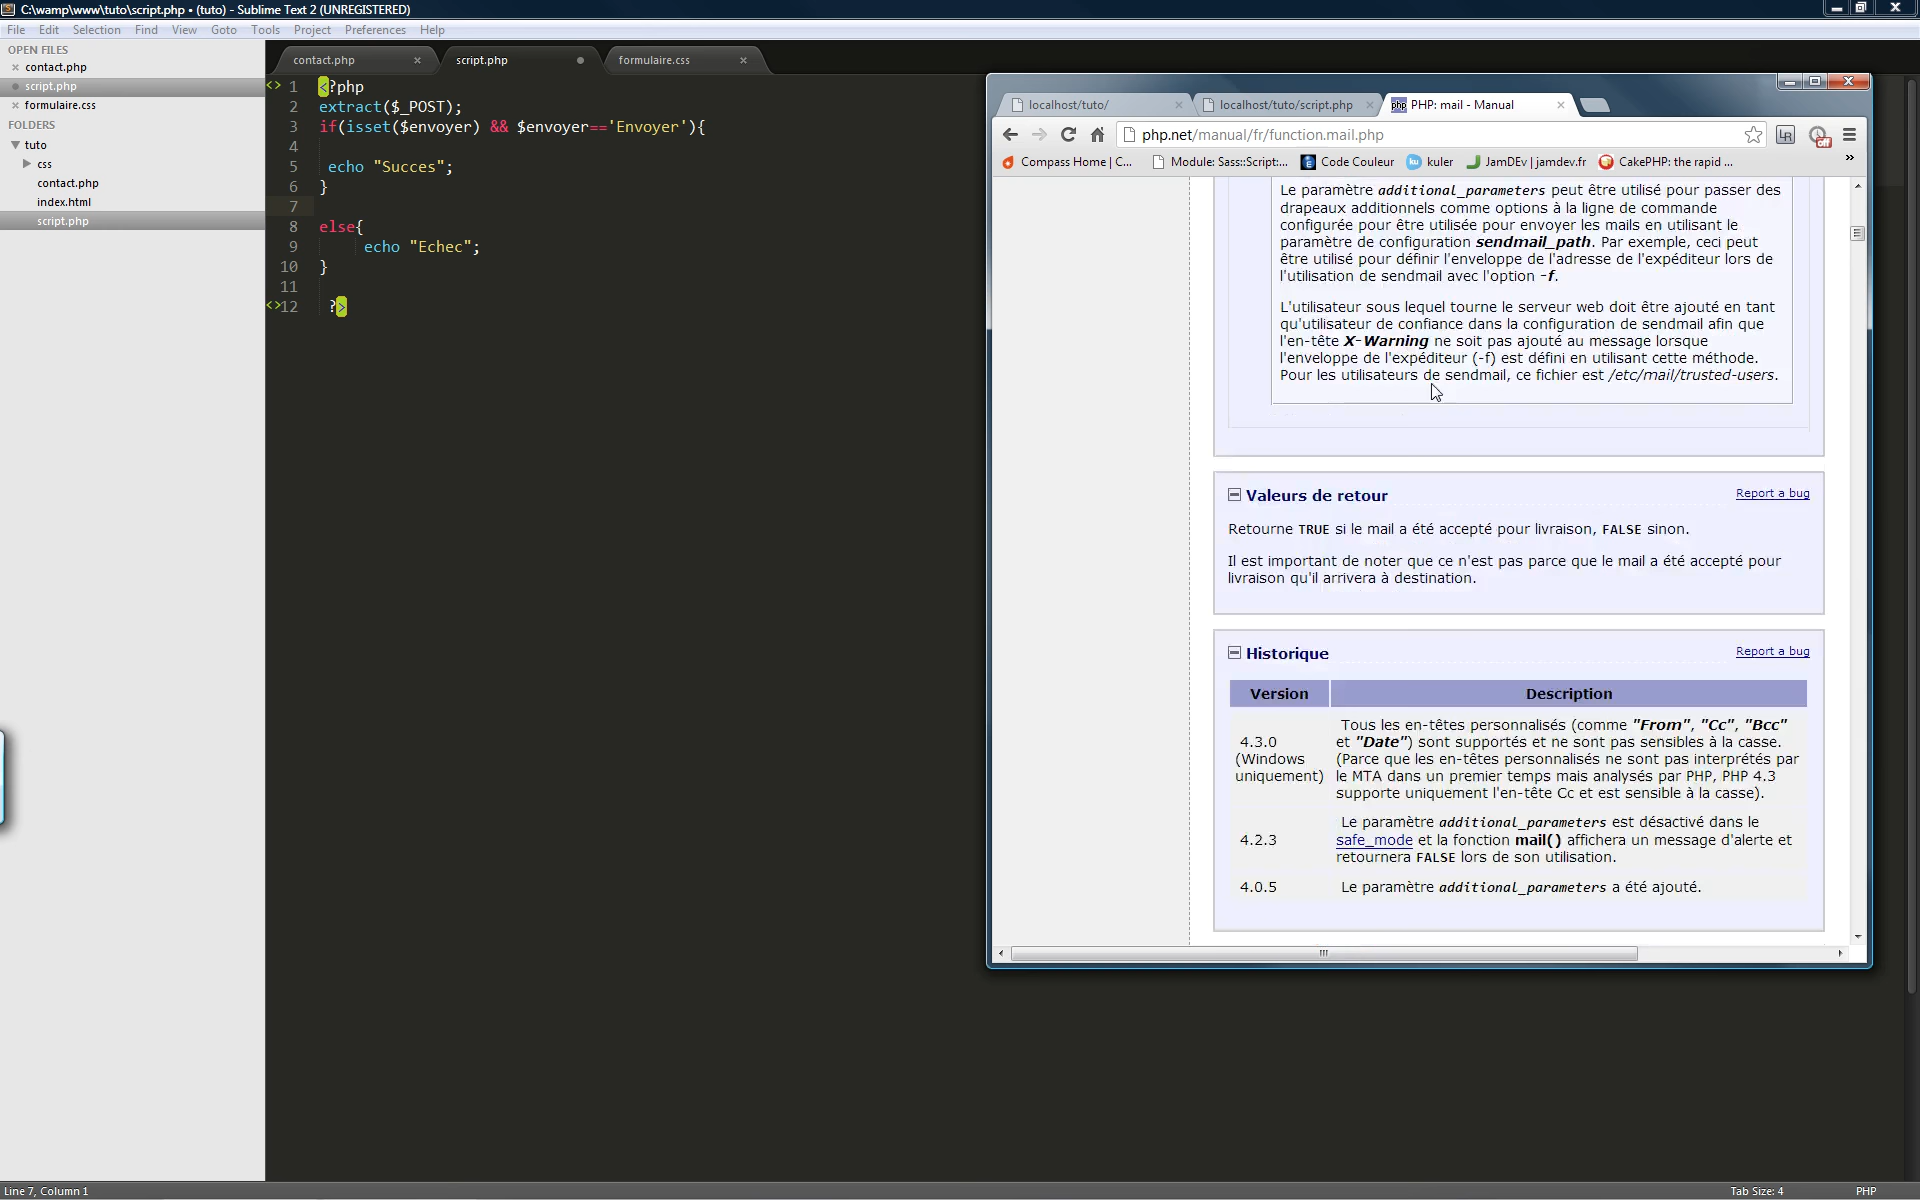 C:\wamp\www\tuto\script.php • (tuto) - Sublime Text 2 (UNREGISTERED)
File Edit Selection Find View Goto Tools Project Preferences Help
OPEN FILES
contact.php
script.php
formulaire.css
FOLDERS
tuto
css
contact.php
index.html
script.php
contact.php script.php formulaire.css
1 <?php
2 extract($_POST);
3 if(isset($envoyer) && $envoyer=='Envoyer'){
4
5 echo "Succes";
6 }
7
8 else{
9 echo "Echec";
10 }
11
12 ?>
localhost/tuto/ localhost/tuto/script.php PHP: mail - Manual
php.net/manual/fr/function.mail.php
Compass Home | C... Module: Sass::Script:... Code Couleur kuler JamDEv | jamdev.fr CakePHP: the rapid ... »
Le paramètre additional_parameters peut être utilisé pour passer des
drapeaux additionnels comme options à la ligne de commande
configurée pour être utilisée pour envoyer les mails en utilisant le
paramètre de configuration sendmail_path. Par exemple, ceci peut
être utilisé pour définir l'enveloppe de l'adresse de l'expéditeur lors de
l'utilisation de sendmail avec l'option -f.
L'utilisateur sous lequel tourne le serveur web doit être ajouté en tant
qu'utilisateur de confiance dans la configuration de sendmail afin que
l'en-tête X-Warning ne soit pas ajouté au message lorsque
l'enveloppe de l'expéditeur (-f) est défini en utilisant cette méthode.
Pour les utilisateurs de sendmail, ce fichier est /etc/mail/trusted-users.
Valeurs de retour Report a bug
Retourne TRUE si le mail a été accepté pour livraison, FALSE sinon.
Il est important de noter que ce n'est pas parce que le mail a été accepté pour
livraison qu'il arrivera à destination.
Historique Report a bug
Version Description
4.3.0
(Windows
uniquement)
Tous les en-têtes personnalisés (comme "From", "Cc", "Bcc"
et "Date") sont supportés et ne sont pas sensibles à la casse.
(Parce que les en-têtes personnalisés ne sont pas interprétés par
le MTA dans un premier temps mais analysés par PHP, PHP 4.3
supporte uniquement l'en-tête Cc et est sensible à la casse).
4.2.3
Le paramètre additional_parameters est désactivé dans le
safe_mode et la fonction mail() affichera un message d'alerte et
retournera FALSE lors de son utilisation.
4.0.5 Le paramètre additional_parameters a été ajouté.
Line 7, Column 1 Tab Size: 4 PHP